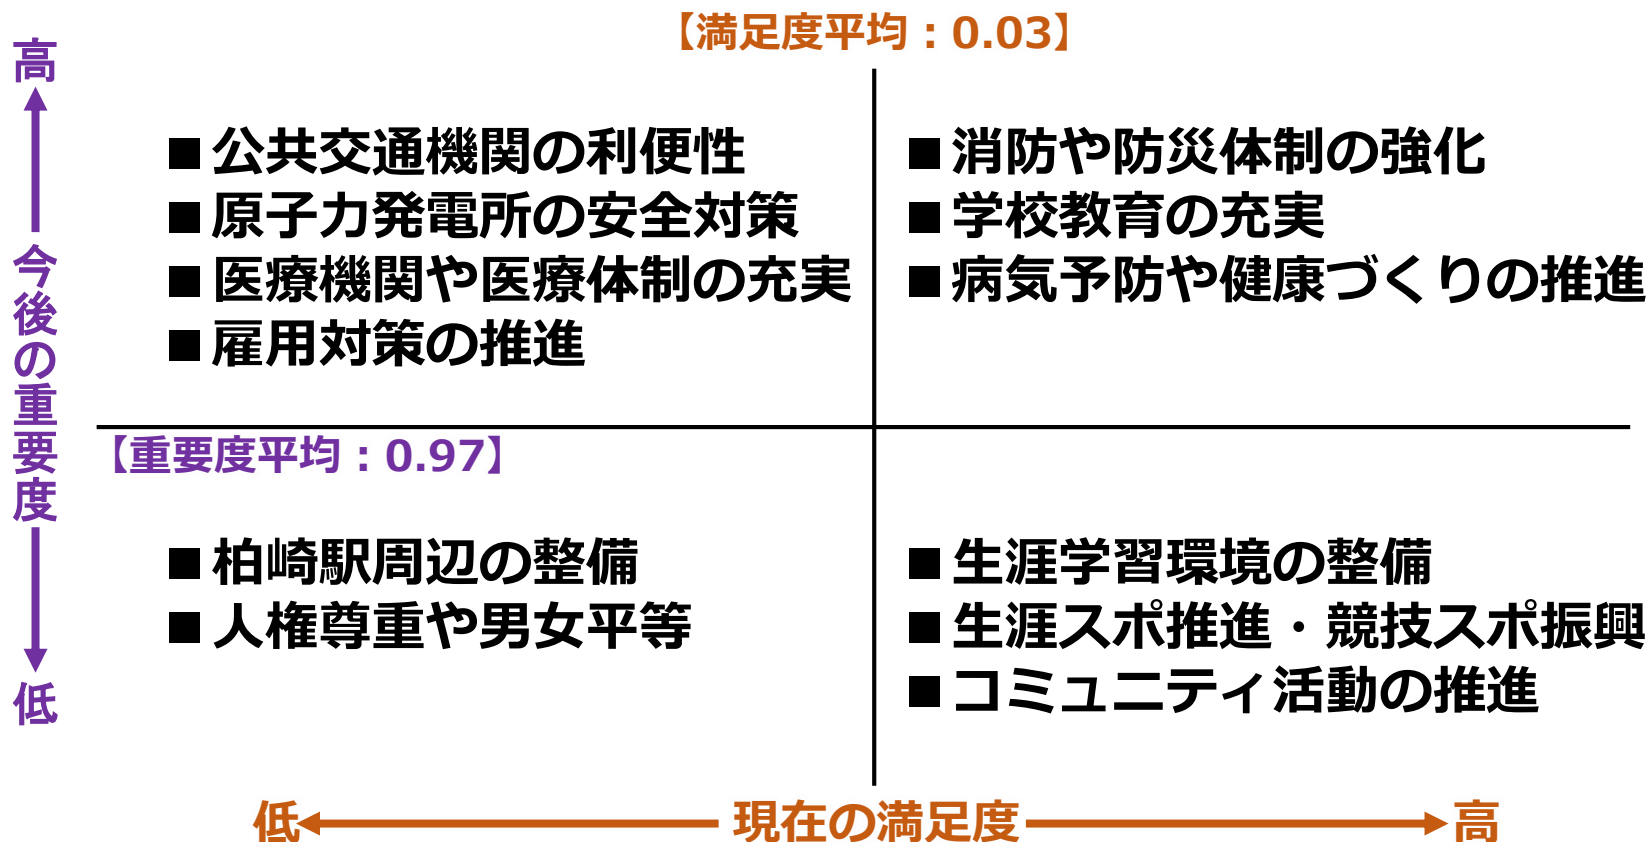 【満足度平均：0.03】
高
今後の重要度
低
■ 公共交通機関の利便性
■ 原子力発電所の安全対策
■ 医療機関や医療体制の充実
■ 雇用対策の推進
■ 消防や防災体制の強化
■ 学校教育の充実
■ 病気予防や健康づくりの推進
【重要度平均：0.97】
■ 柏崎駅周辺の整備
■ 人権尊重や男女平等
■ 生涯学習環境の整備
■ 生涯スポ推進・競技スポ振興
■ コミュニティ活動の推進
低
現在の満足度
高